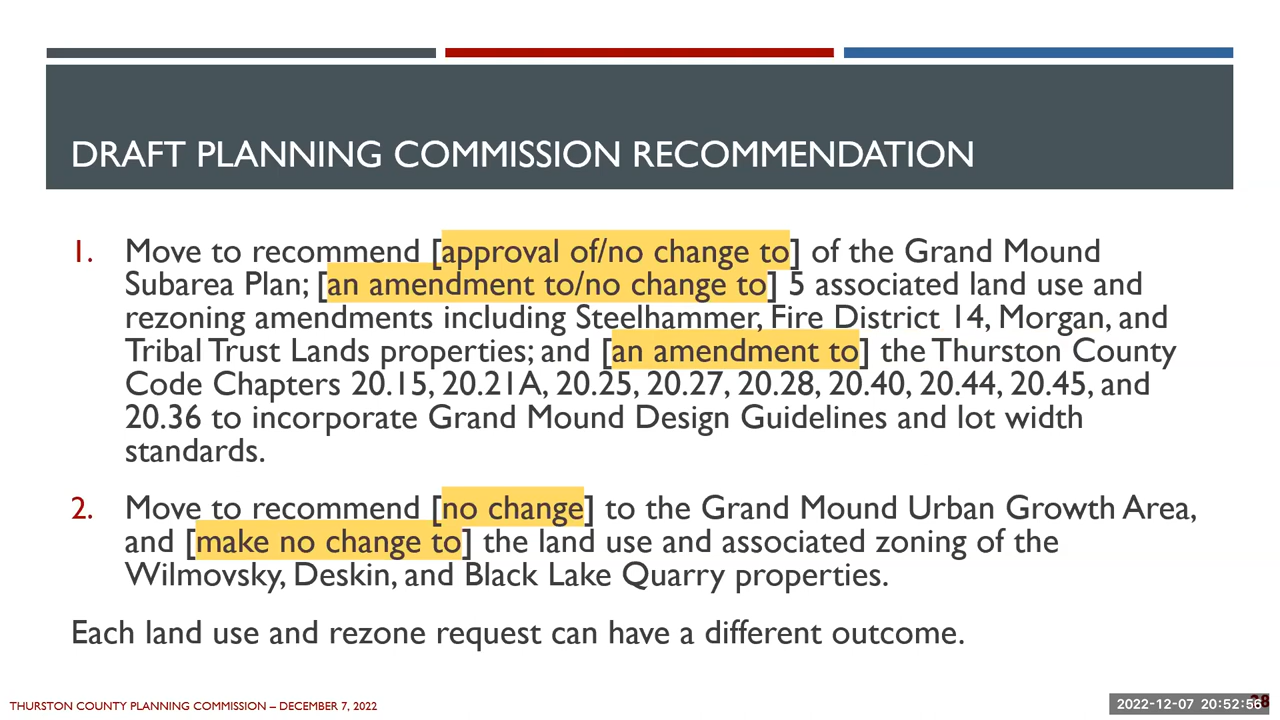 DRAFT PLANNING COMMISSION RECOMMENDATION
1. Move to recommend [approval of/no change to] of the Grand Mound
Subarea Plan; [an amendment to/no change to] 5 associated land use and
rezoning amendments including Steelhammer, Fire District 14, Morgan, and
Tribal Trust Lands properties; and [an amendment to] the Thurston County
Code Chapters 20.15, 20.21A, 20.25, 20.27, 20.28, 20.40, 20.44, 20.45, and
20.36 to incorporate Grand Mound Design Guidelines and lot width
standards.
2. Move to recommend [no change] to the Grand Mound Urban Growth Area,
and [make no change to] the land use and associated zoning of the
Wilmovsky, Deskin, and Black Lake Quarry properties.
Each land use and rezone request can have a different outcome.
THURSTON COUNTY PLANNING COMMISSION – DECEMBER 7, 2022
2022-12-07 20:52:56